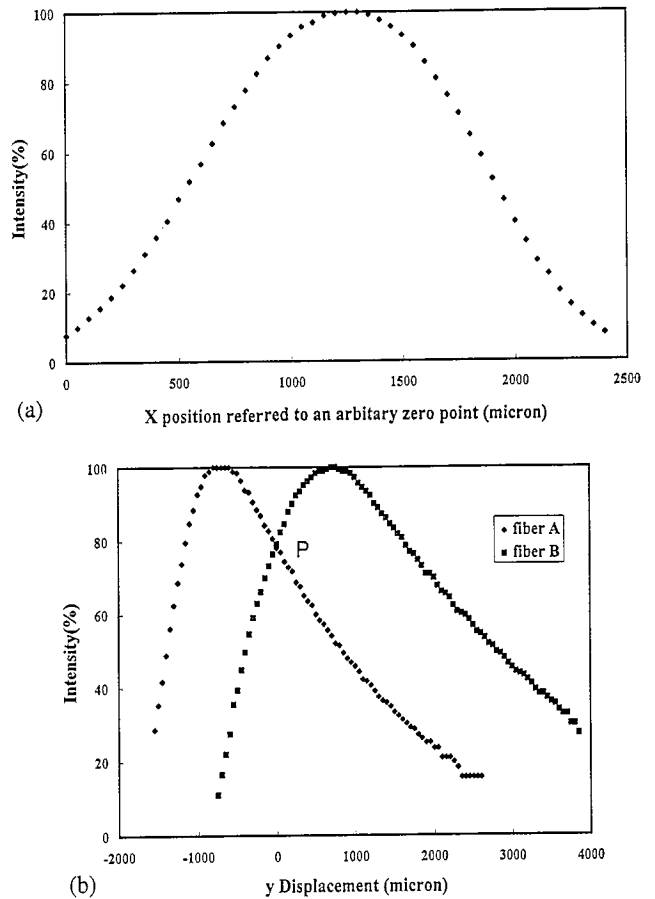 100
80
60
40
20
0
Intensity(%)
0 500 1000 1500 2000 2500
(a) X position referred to an arbitary zero point (micron)
100
80
60
40
20
0
Intensity(%)
P
fiber A
fiber B
-2000 -1000 0 1000 2000 3000 4000
(b) y Displacement (micron)